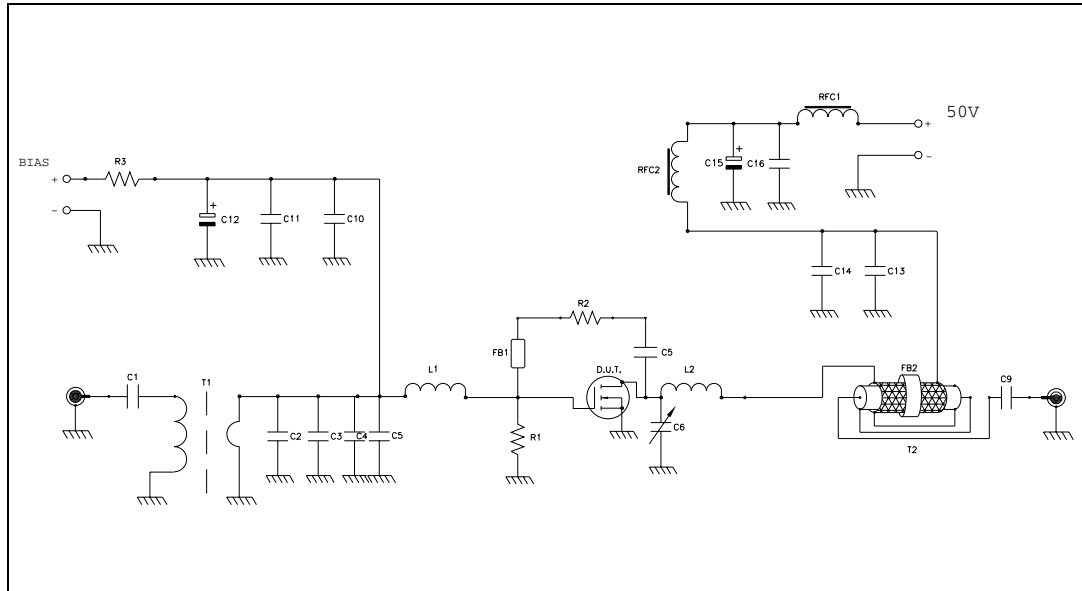 RFC1
50V
+
BIAS
R3
+
C15
C16
RFC2
-
+
-
+
C12
C11
C10
C14
C13
R2
FB1
C5
L1
D.U.T.
L2
FB2
C1
T1
C9
C2
C3
C4
C5
R1
C6
T2